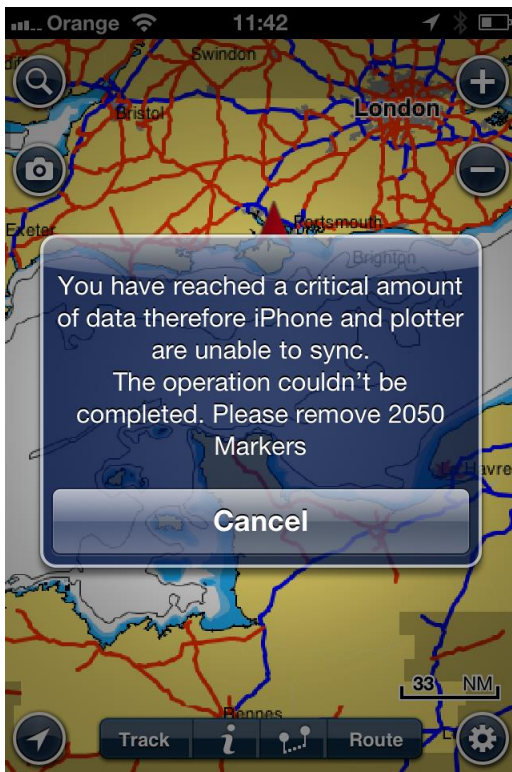 Orange 11:42
Swindon
Bristol
London
Exeter
Portsmouth
Brighton
You have reached a critical amount
of data therefore iPhone and plotter
are unable to sync.
The operation couldn't be
completed. Please remove 2050
Markers
Havre
Cancel
33 NM
Rennes
Track i Route